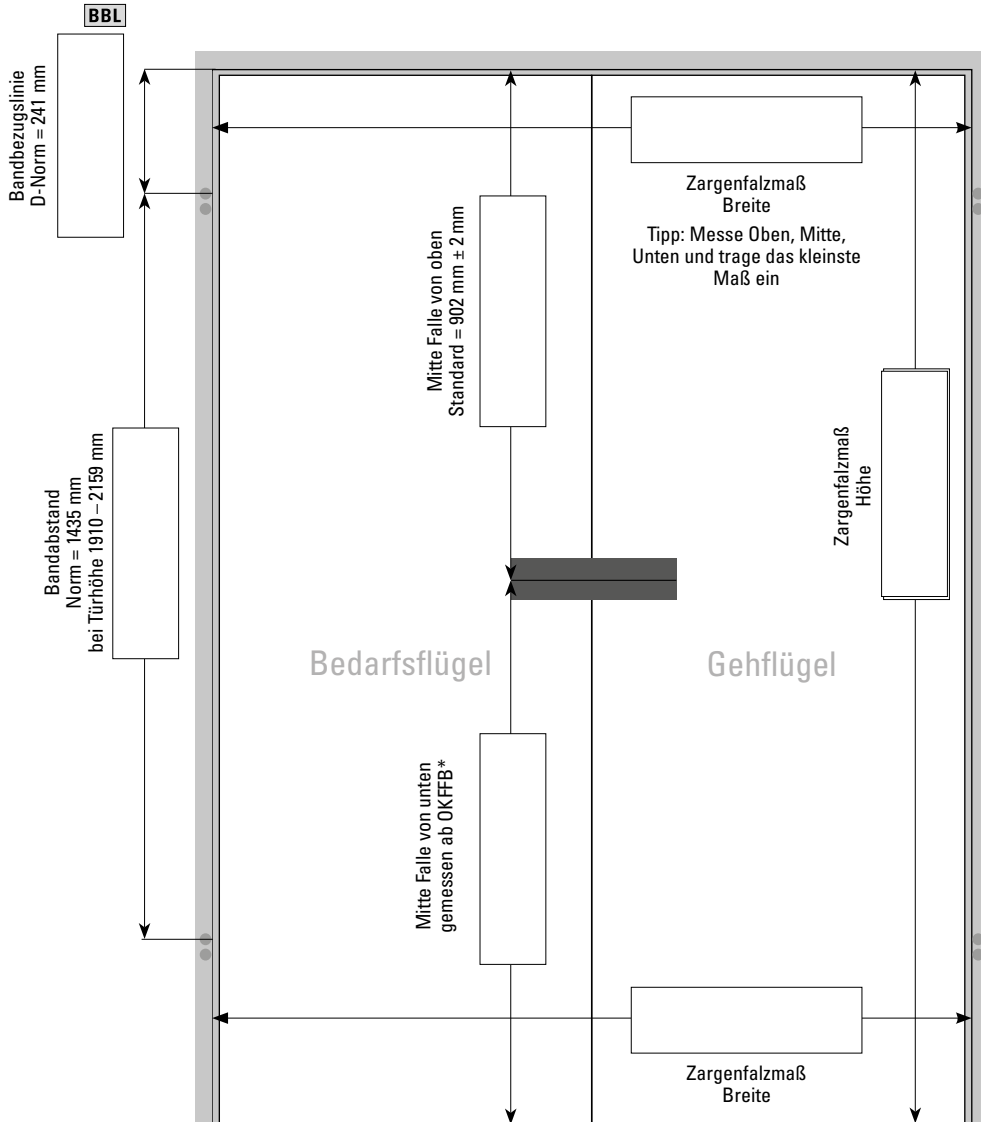 BBL
Bandbezugslinie
D-Norm = 241 mm
Zargenfalzmaß
Breite
Tipp: Messe Oben, Mitte,
Unten und trage das kleinste
Maß ein
Mitte Falle von oben
Standard = 902 mm ± 2 mm
Zargenfalzmaß
Höhe
Bandabstand
Norm = 1435 mm
bei Türhöhe 1910 – 2159 mm
Bedarfsflügel
Gehflügel
Mitte Falle von unten
gemessen ab OKFFB*
Zargenfalzmaß
Breite